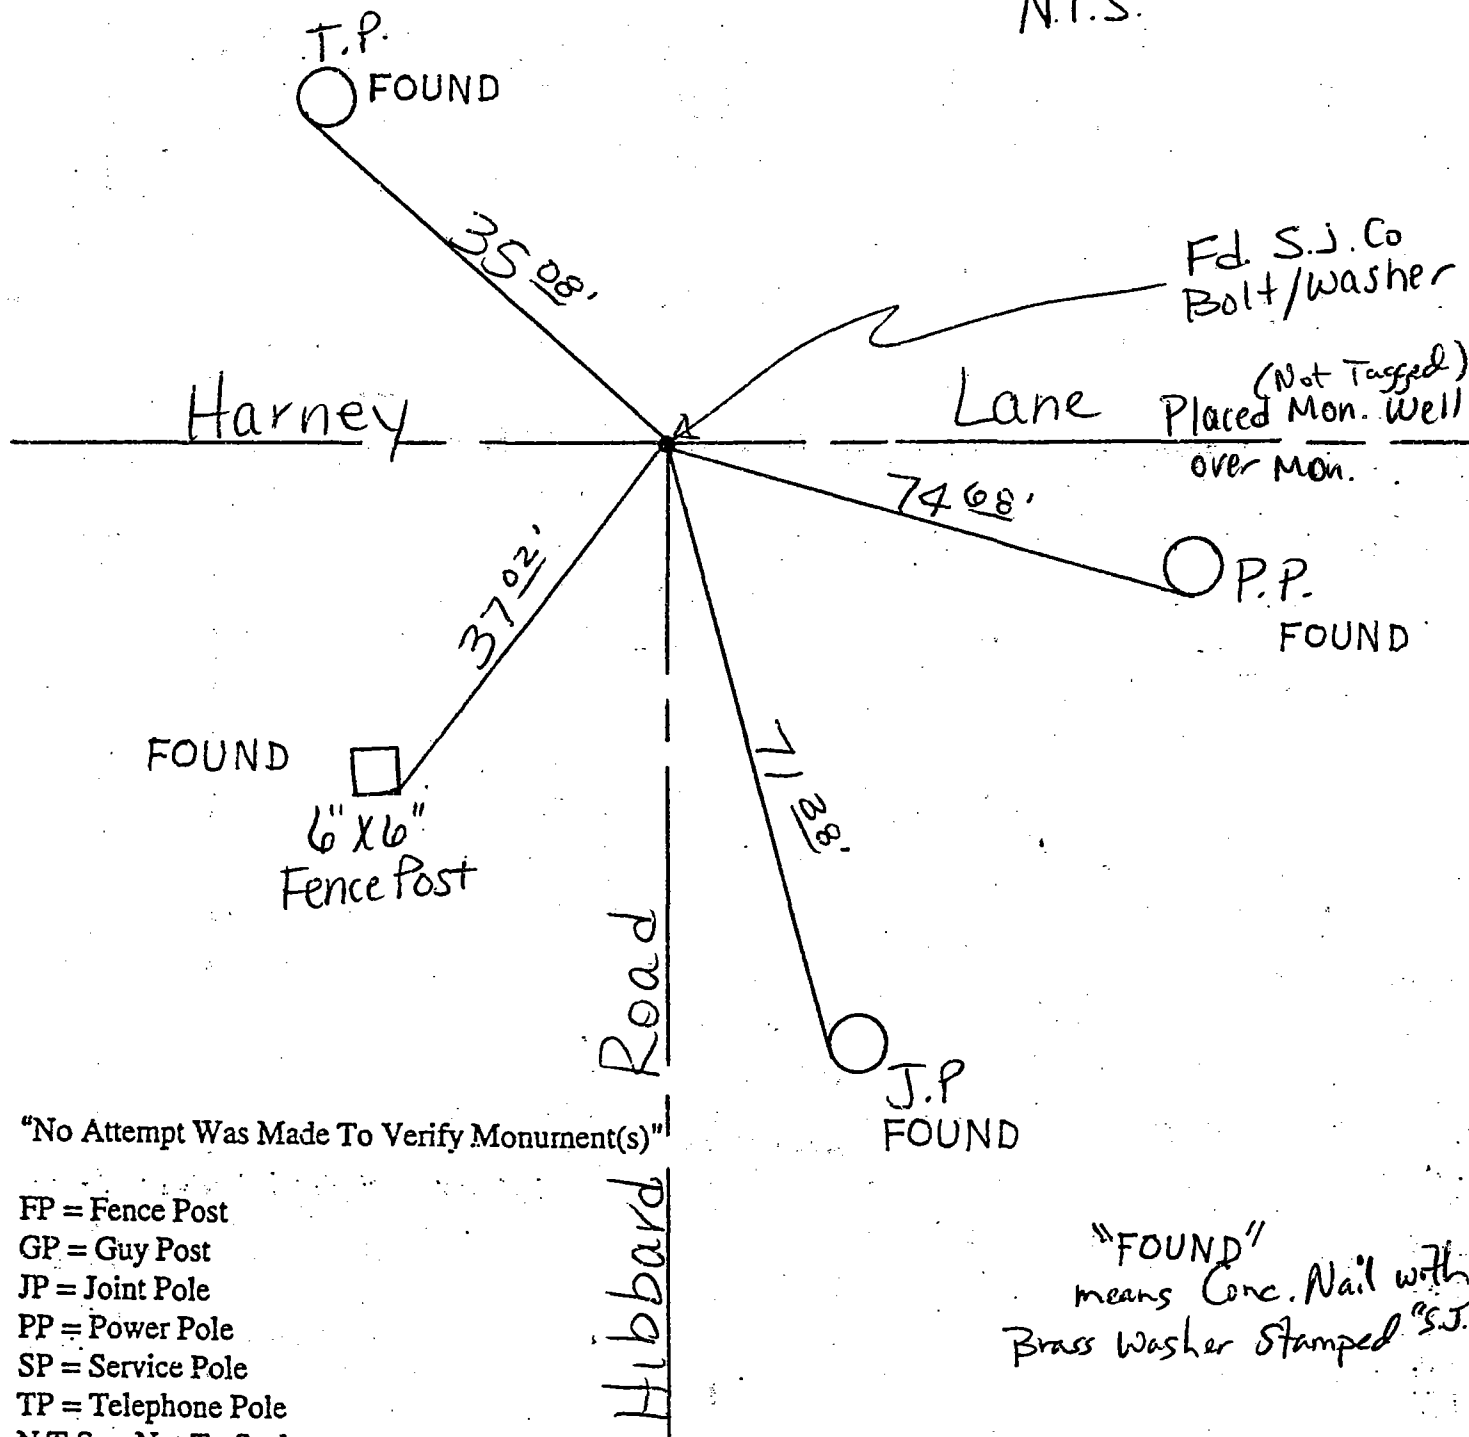 N.T.S.
T.P.
FOUND
35 08'
Fd. S.J. Co
Bolt/Washer
(Not Tagged)
Harney Lane
Placed Mon. Well
over Mon.
A
74 68'
P.P.
FOUND
37 02'
FOUND
6" X 6"
Fence Post
71 88'
J.P
FOUND
Hibbard Road
"No Attempt Was Made To Verify Monument(s)"
FP = Fence Post
GP = Guy Post
JP = Joint Pole
PP = Power Pole
SP = Service Pole
TP = Telephone Pole
"FOUND"
means Conc. Nail with
Brass Washer Stamped "S.J.